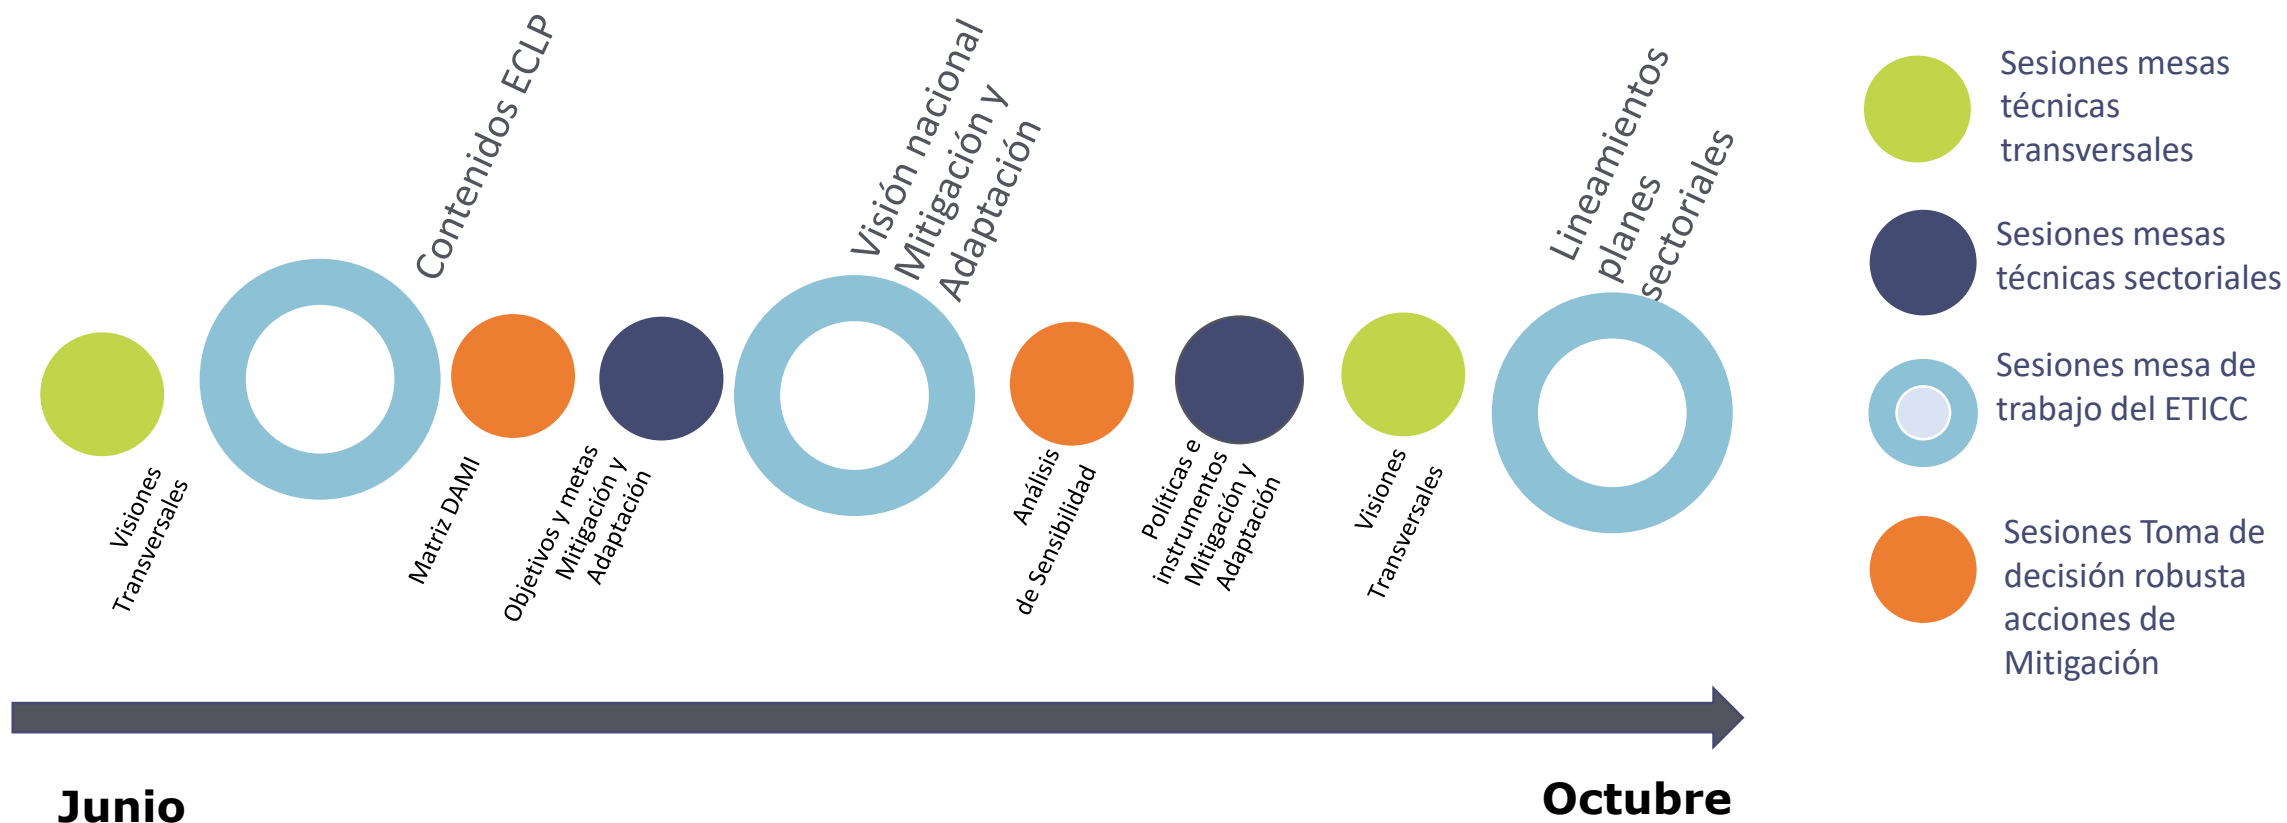 Contenidos ECLP
Visión nacional
Mitigación y
Adaptación
Lineamientos
planes
sectoriales
Visiones
Transversales
Matriz DAMI
Objetivos y metas
Mitigación y
Adaptación
Análisis
de Sensibilidad
Políticas e
instrumentos
Mitigación y
Adaptación
Visiones
Transversales
Junio
Octubre
Sesiones mesas
técnicas
transversales
Sesiones mesas
técnicas sectoriales
Sesiones mesa de
trabajo del ETICC
Sesiones Toma de
decisión robusta
acciones de
Mitigación